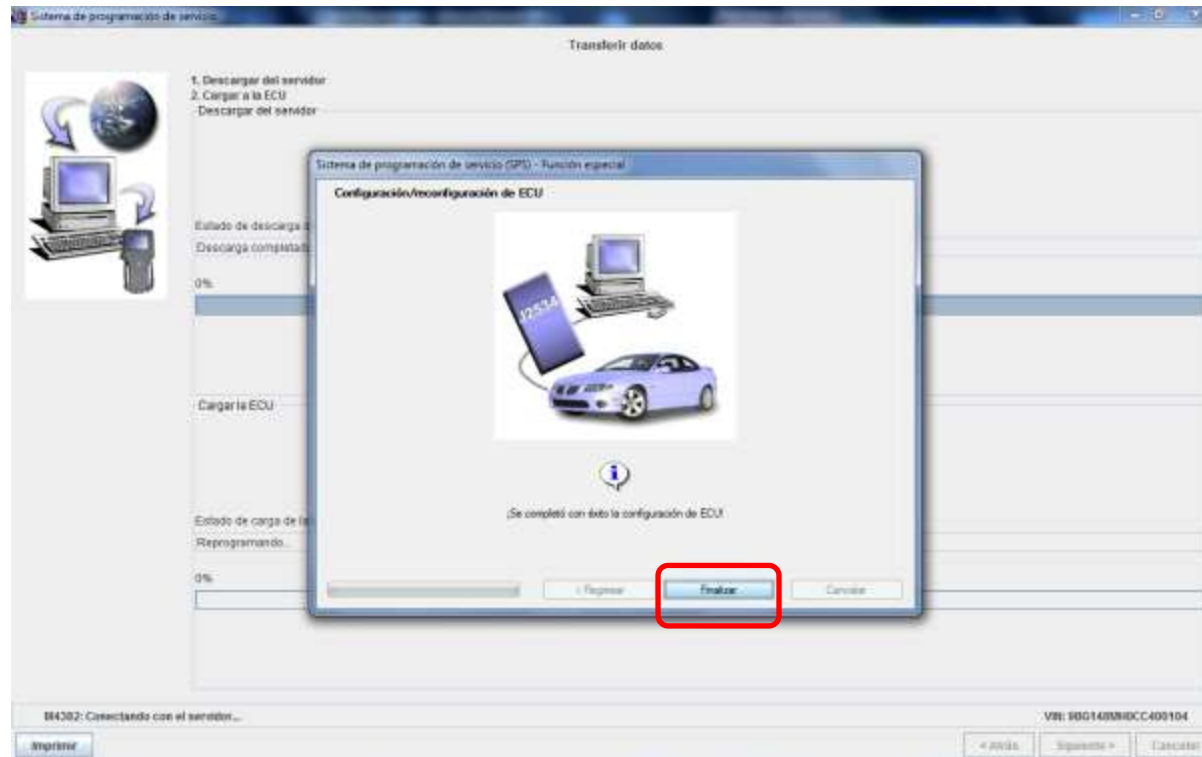 Sistema de programación de servicio
Transferir datos
1. Descargar del servidor
2. Cargar a la ECU
Descargar del servidor
Sistema de programación de servicio (SPS) - Función especial
Configuración/reconfiguración de ECU
J2534
Estado de descarga
Descarga completada
0%
Cargar la ECU
¡Se completó con éxito la configuración de ECU!
Estado de carga de la
Reprogramando...
0%
< Regresar
Finalizar
Cancelar
Conectando con el servidor...
VIN:
Imprimir
< Atrás
Siguiente >
Cancelar